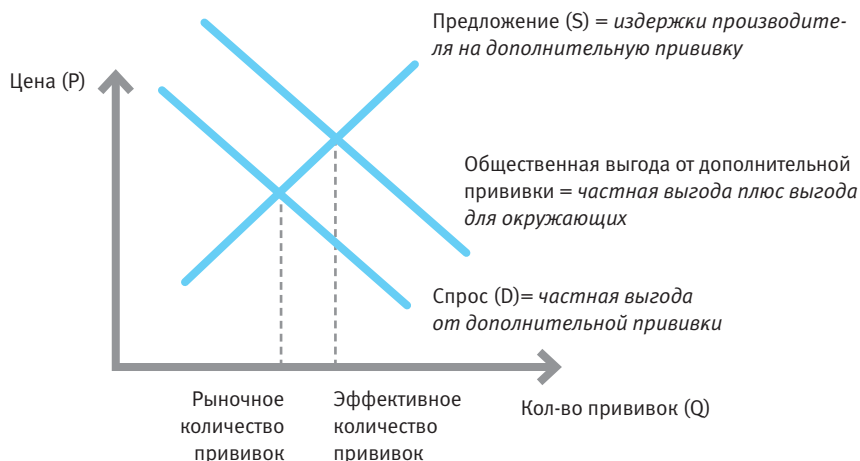 Предложение (S) = издержки производите-
ля на дополнительную прививку
Цена (P)
Общественная выгода от дополнительной
прививки = частная выгода плюс выгода
для окружающих
Спрос (D)= частная выгода
от дополнительной прививки
Рыночное
количество
прививок
Эффективное
количество
прививок
Кол-во прививок (Q)